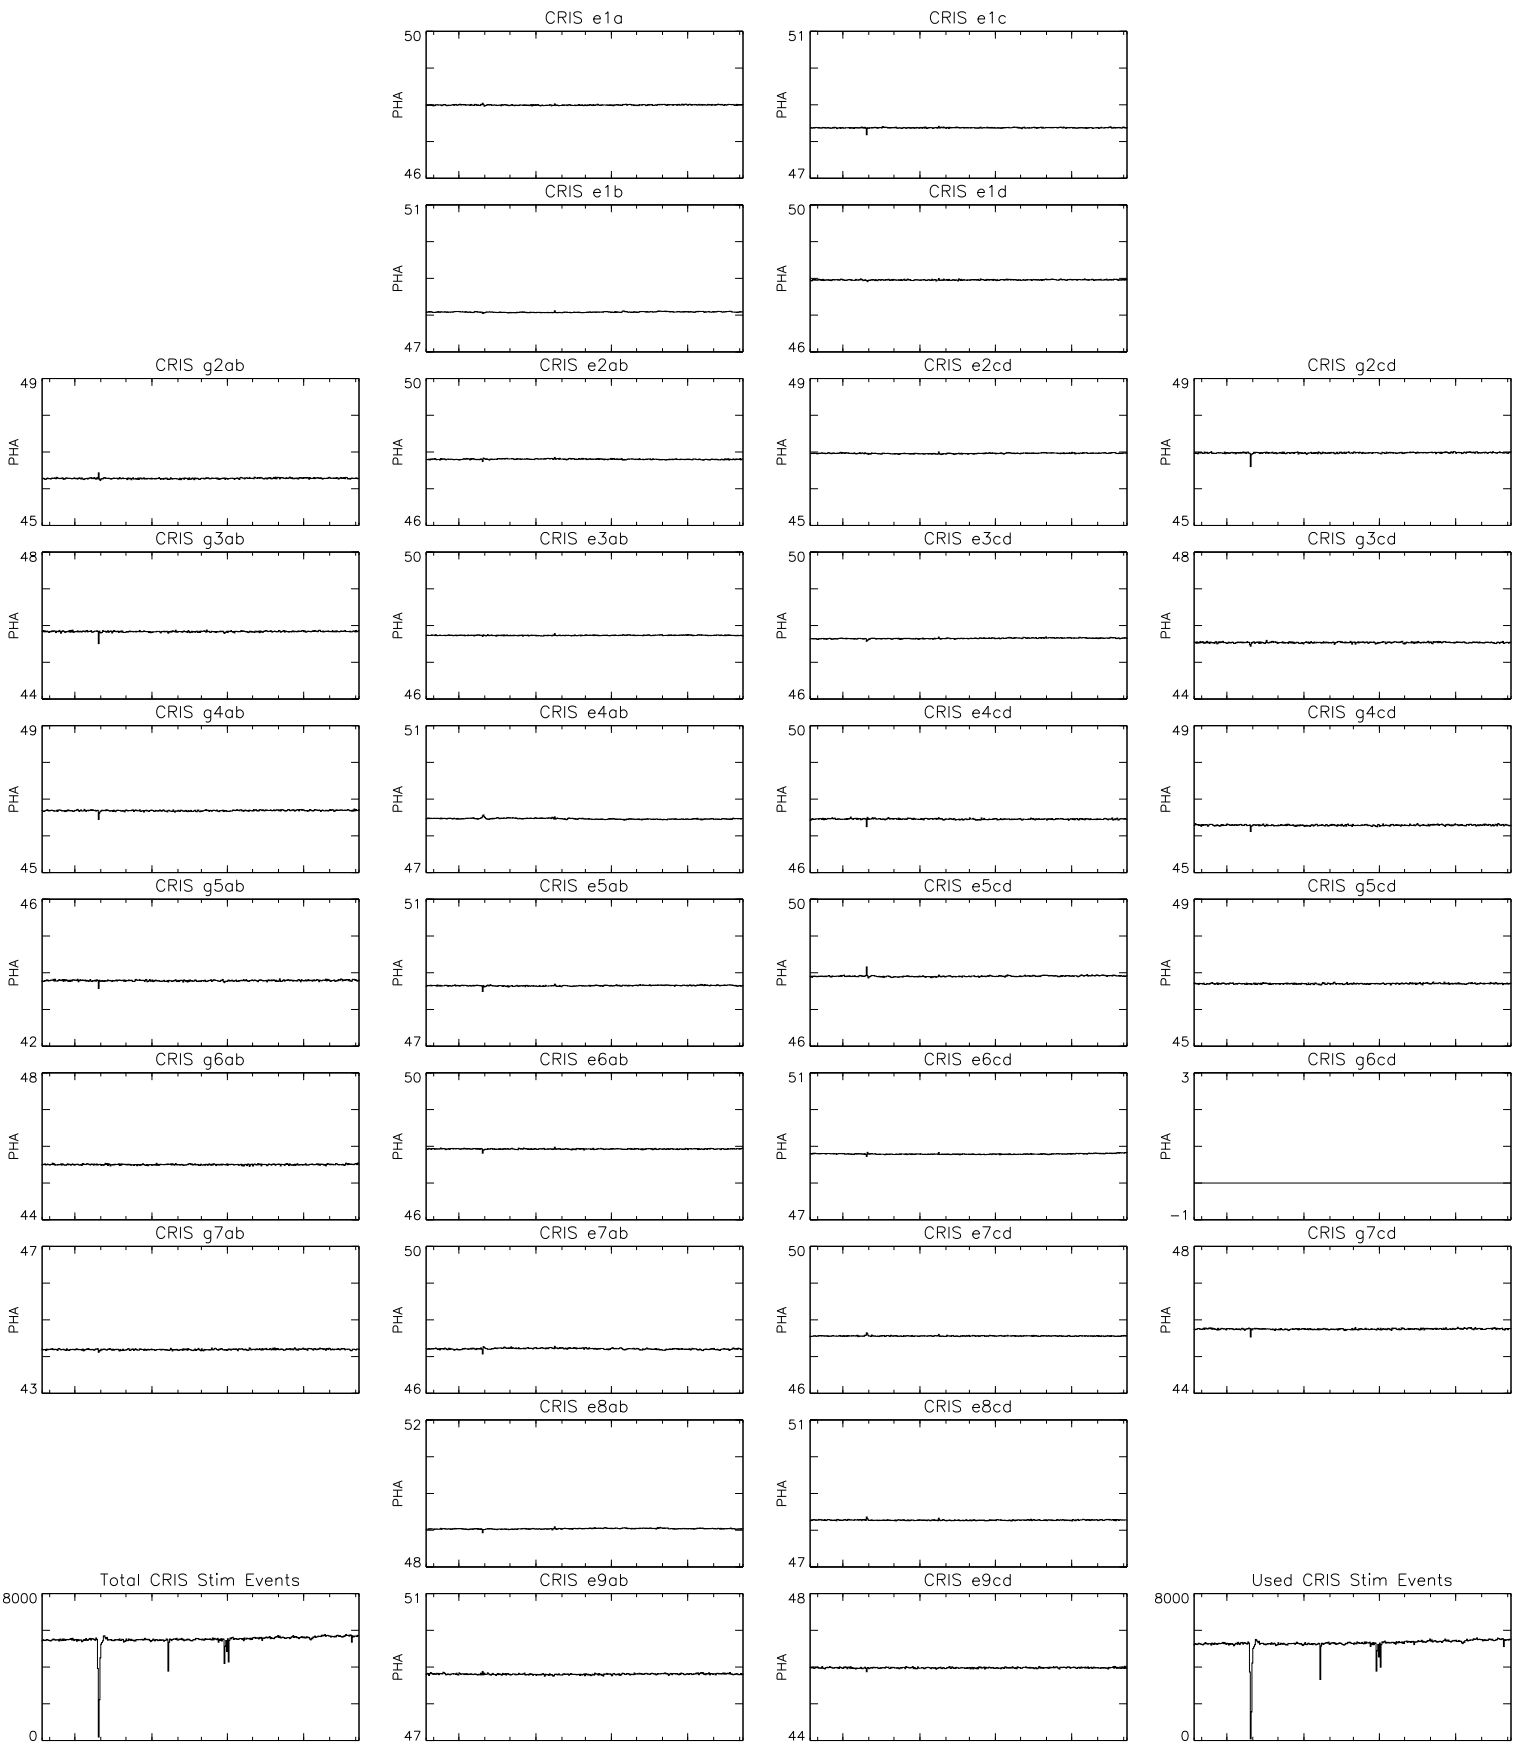 CRIS e1a
50
PHA
46
CRIS e1c
51
PHA
47
CRIS e1b
51
PHA
47
CRIS e1d
50
PHA
46
CRIS g2ab
49
PHA
45
CRIS e2ab
50
PHA
46
CRIS e2cd
49
PHA
45
CRIS g2cd
49
PHA
45
CRIS g3ab
48
PHA
44
CRIS e3ab
50
PHA
46
CRIS e3cd
50
PHA
46
CRIS g3cd
48
PHA
44
CRIS g4ab
49
PHA
45
CRIS e4ab
51
PHA
47
CRIS e4cd
50
PHA
46
CRIS g4cd
49
PHA
45
CRIS g5ab
46
PHA
42
CRIS e5ab
51
PHA
47
CRIS e5cd
50
PHA
46
CRIS g5cd
49
PHA
45
CRIS g6ab
48
PHA
44
CRIS e6ab
50
PHA
46
CRIS e6cd
51
PHA
47
CRIS g6cd
3
PHA
−1
CRIS g7ab
47
PHA
43
CRIS e7ab
50
PHA
46
CRIS e7cd
50
PHA
46
CRIS g7cd
48
PHA
44
CRIS e8ab
52
PHA
48
CRIS e8cd
51
PHA
47
Total CRIS Stim Events
8000
0
CRIS e9ab
51
PHA
47
CRIS e9cd
48
PHA
44
Used CRIS Stim Events
8000
0